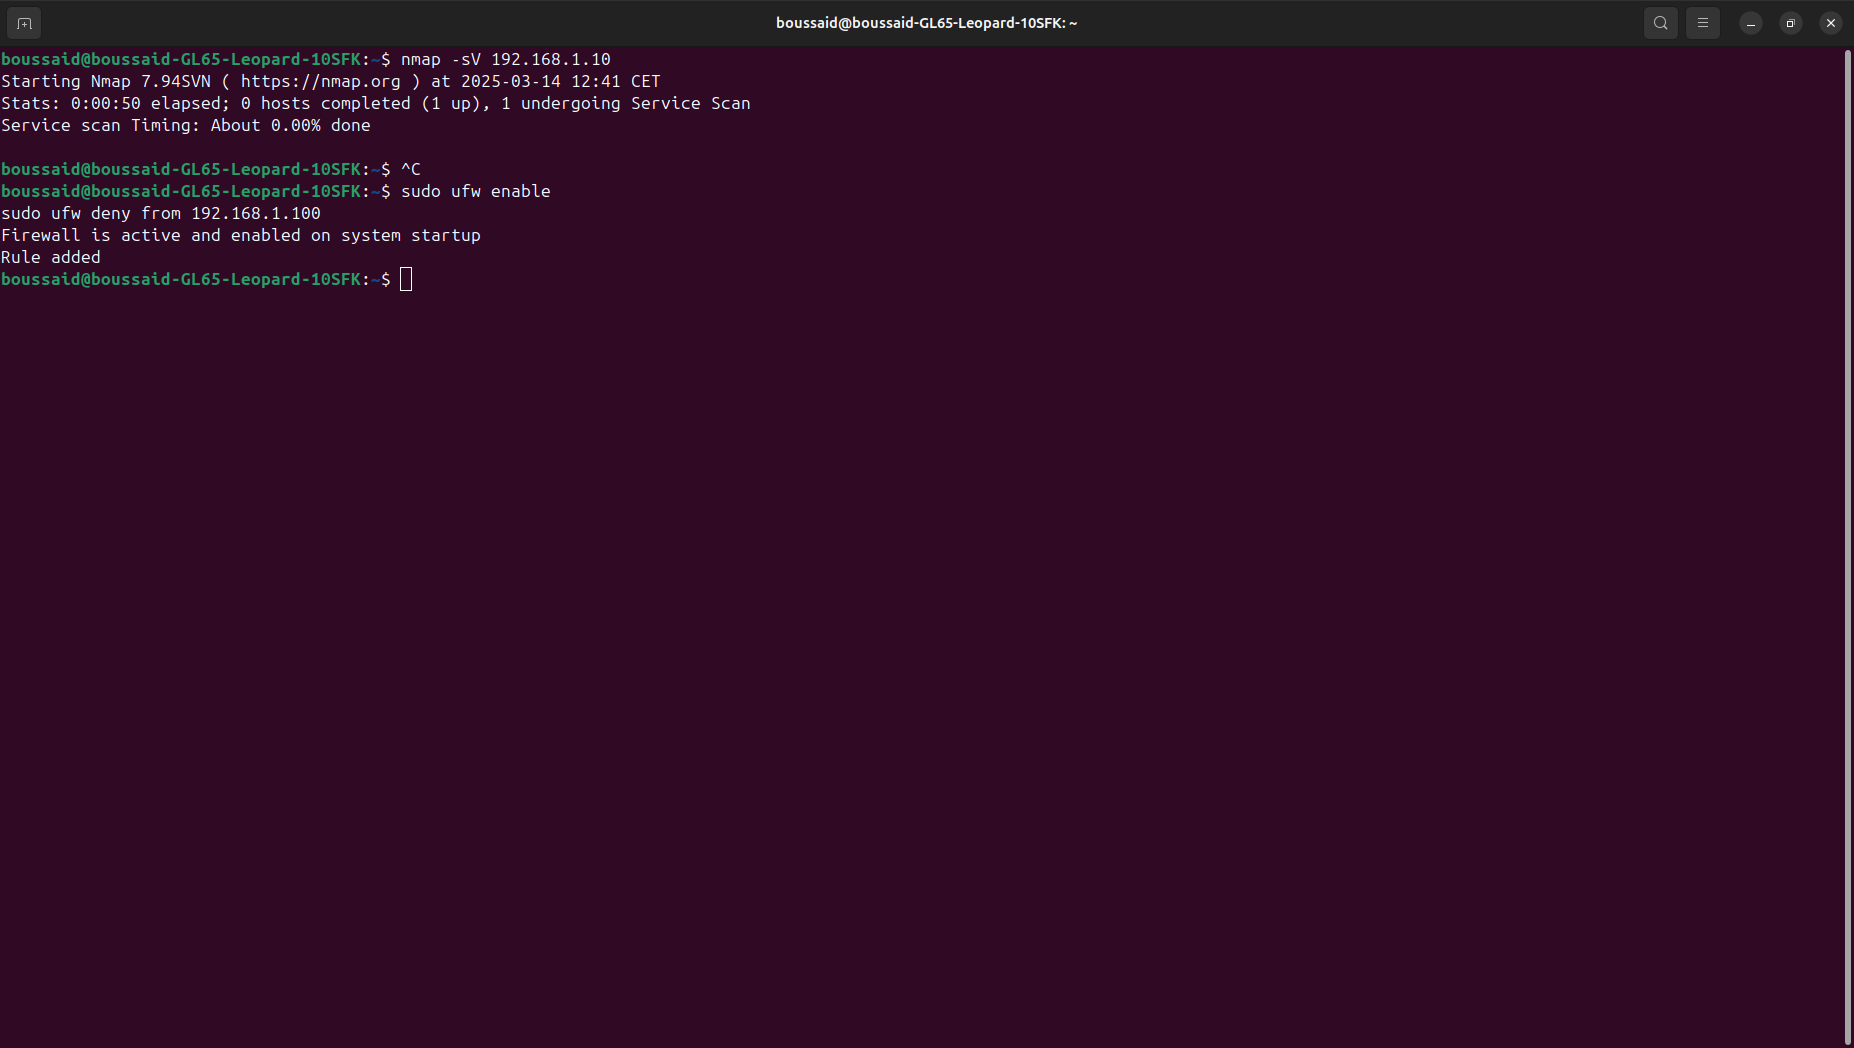 boussaid@boussaid-GL65-Leopard-10SFK: ~
boussaid@boussaid-GL65-Leopard-10SFK:~$ nmap -sV 192.168.1.10
Starting Nmap 7.94SVN ( https://nmap.org ) at 2025-03-14 12:41 CET
Stats: 0:00:50 elapsed; 0 hosts completed (1 up), 1 undergoing Service Scan
Service scan Timing: About 0.00% done
boussaid@boussaid-GL65-Leopard-10SFK:~$ ^C
boussaid@boussaid-GL65-Leopard-10SFK:~$ sudo ufw enable
sudo ufw deny from 192.168.1.100
Firewall is active and enabled on system startup
Rule added
boussaid@boussaid-GL65-Leopard-10SFK:~$